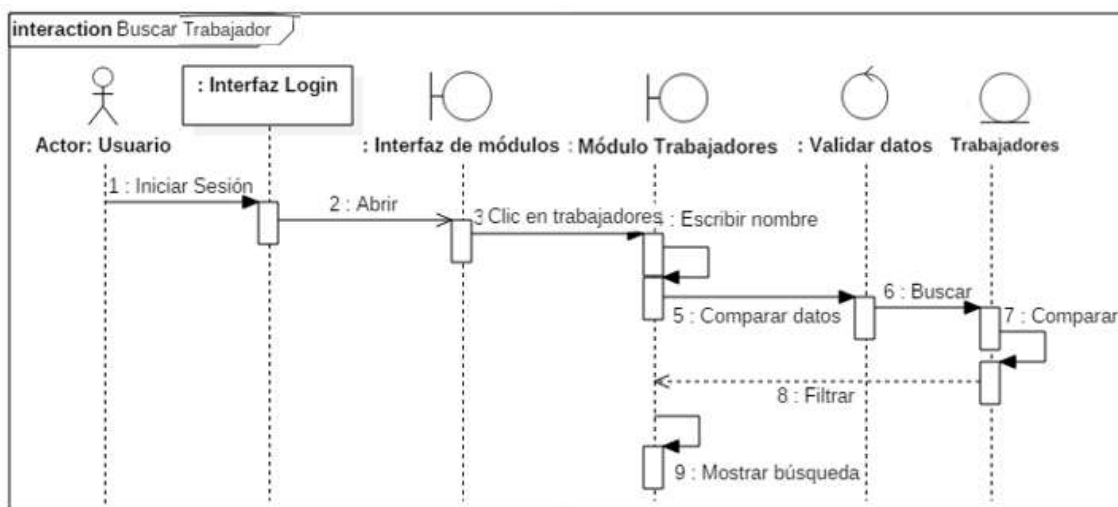 interaction Buscar Trabajador
: Interfaz Login
Actor: Usuario
: Interfaz de módulos
: Módulo Trabajadores
: Validar datos
Trabajadores
1 : Iniciar Sesión
2 : Abrir
3 Clic en trabajadores
: Escribir nombre
5 : Comparar datos
6 : Buscar
7 : Comparar
8 : Filtrar
9 : Mostrar búsqueda